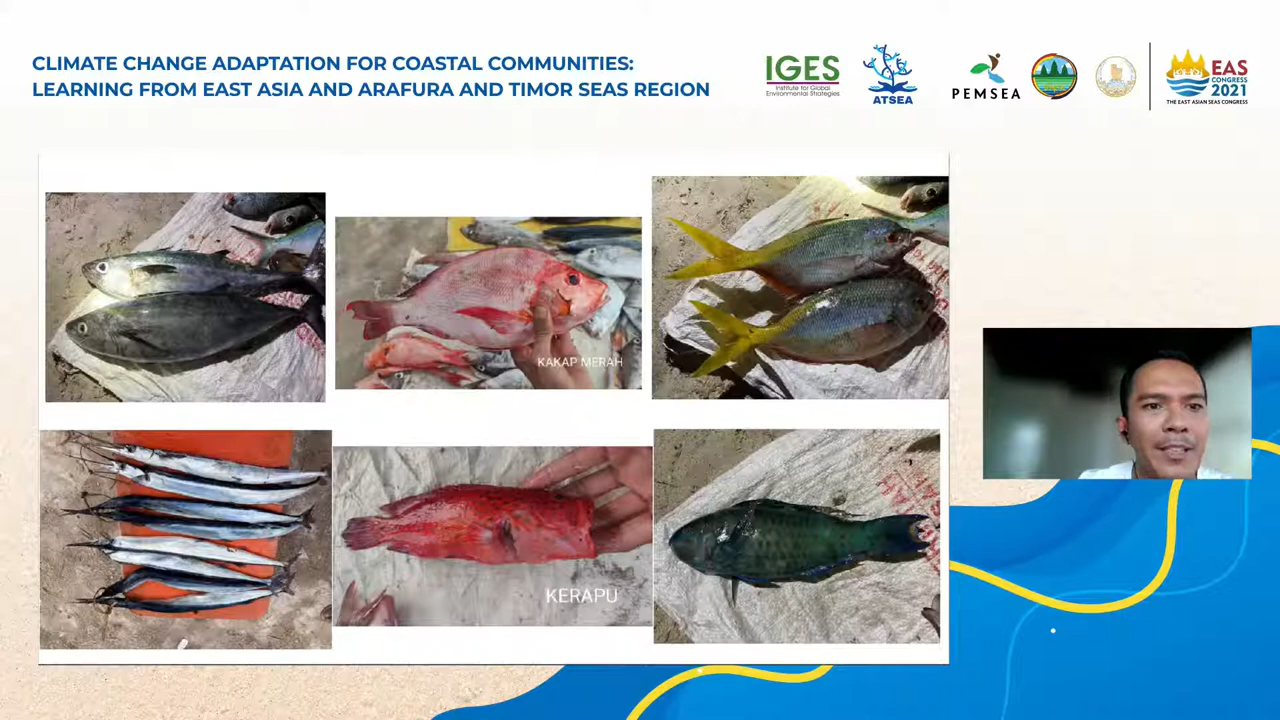 CLIMATE CHANGE ADAPTATION FOR COASTAL COMMUNITIES:
LEARNING FROM EAST ASIA AND ARAFURA AND TIMOR SEAS REGION
IGES
Institute for Global
Environmental Strategies
ATSEA
PEMSEA
EAS
CONGRESS
2021
THE EAST ASIAN SEAS CONGRESS
KAKAP MERAH
KERAPU